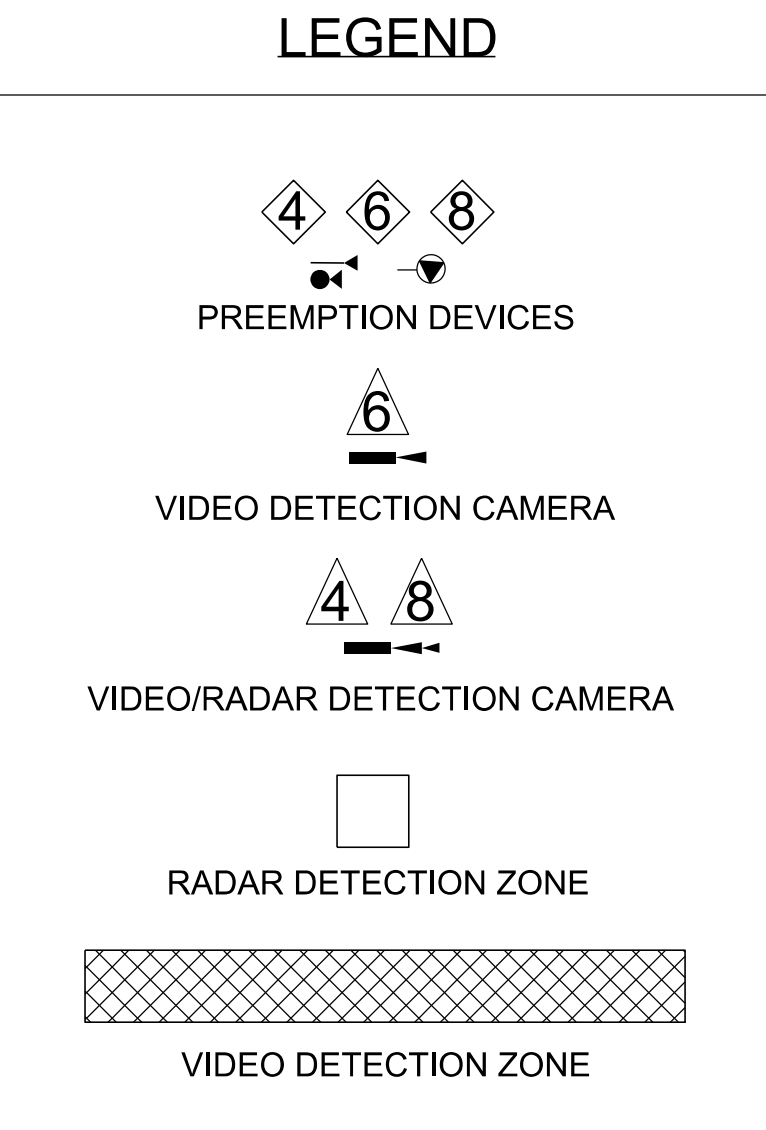 LEGEND
4 6 8
PREEMPTION DEVICES
6
VIDEO DETECTION CAMERA
4 8
VIDEO/RADAR DETECTION CAMERA
RADAR DETECTION ZONE
VIDEO DETECTION ZONE